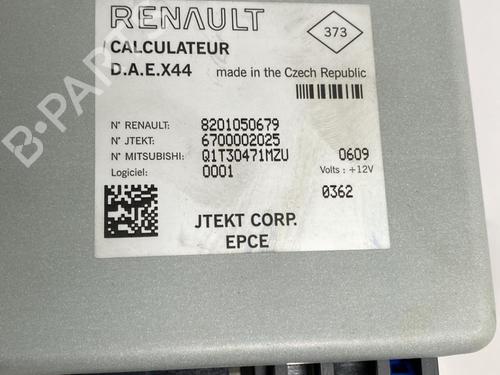 RENAULT
373
CALCULATEUR
D.A.E.X44 made in the Czech Republic
N° RENAULT: 8201050679
N° JTEKT: 6700002025
N° MITSUBISHI: Q1T30471MZU 0609
Logiciel: 0001 Volts : +12V
0362
JTEKT CORP.
EPCE
B-PARTS